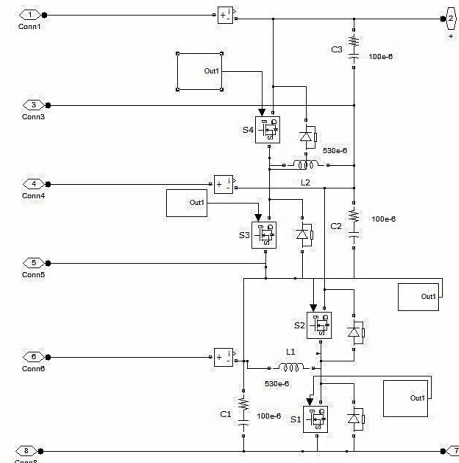 1
Conn1
i
+
-
2
+
C3
100e-6
Out1
3
Conn3
S4
530e-6
4
Conn4
i
+
-
L2
Out1
C2
100e-6
S3
5
Conn5
Out1
S2
6
Conn6
i
+
-
L1
530e-6
Out1
C1
100e-6
S1
8
7